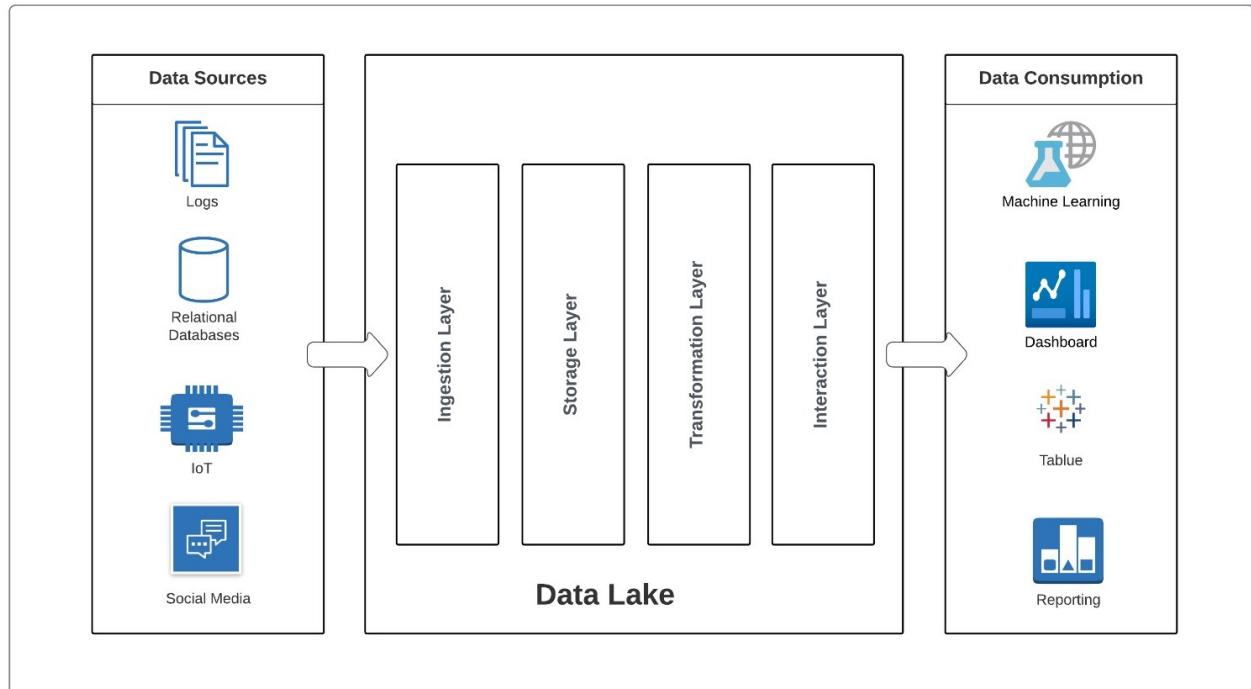 Data Sources
Logs
Relational
Databases
IoT
Social Media
Ingestion Layer
Storage Layer
Transformation Layer
Interaction Layer
Data Lake
Data Consumption
Machine Learning
Dashboard
Tablue
Reporting